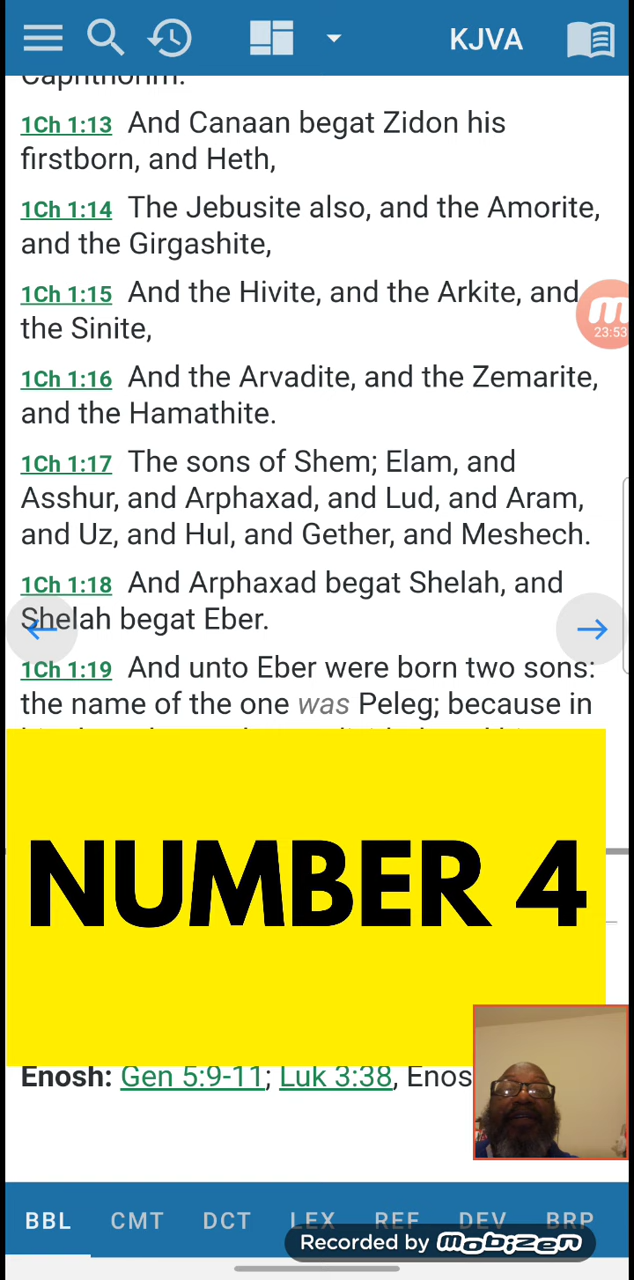 KJVA
Caphthorim.
1Ch 1:13 And Canaan begat Zidon his
firstborn, and Heth,
1Ch 1:14 The Jebusite also, and the Amorite,
and the Girgashite,
1Ch 1:15 And the Hivite, and the Arkite, and
the Sinite,
23:53
1Ch 1:16 And the Arvadite, and the Zemarite,
and the Hamathite.
1Ch 1:17 The sons of Shem; Elam, and
Asshur, and Arphaxad, and Lud, and Aram,
and Uz, and Hul, and Gether, and Meshech.
1Ch 1:18 And Arphaxad begat Shelah, and
Shelah begat Eber.
1Ch 1:19 And unto Eber were born two sons:
the name of the one was Peleg; because in
NUMBER 4
Enosh: Gen 5:9-11; Luk 3:38, Enos
BBL CMT DCT LEX REF DEV BRP
Recorded by mobizen